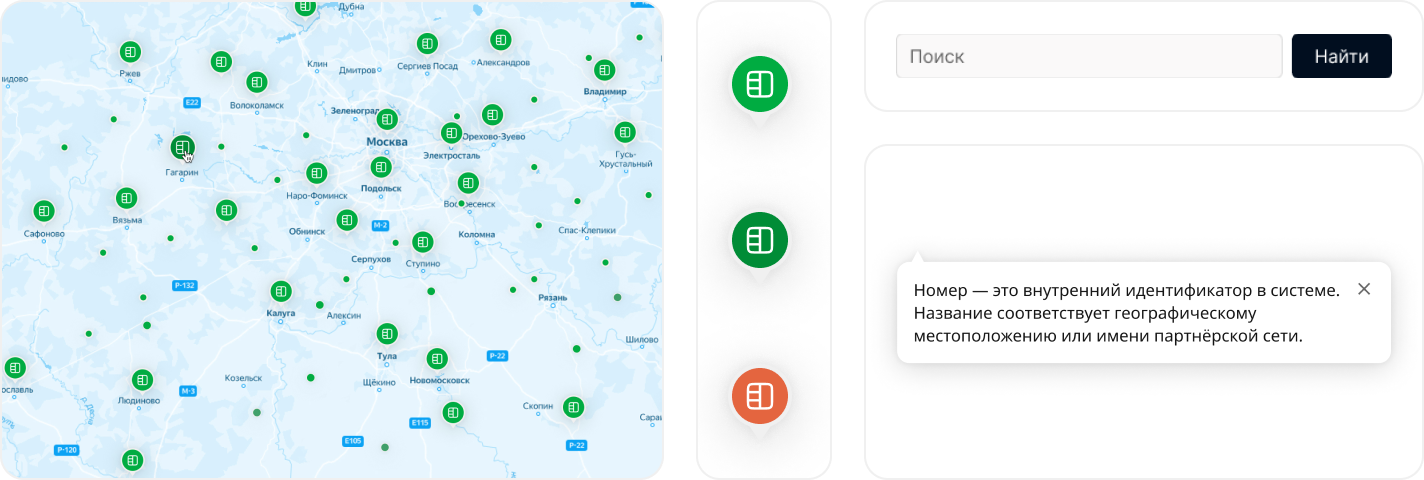 Дубна
Ржев
Клин
Дмитров
Сергиев Посад
Александров
Волоколамск
E22
Владимир
Зеленоград
Москва
Орехово-Зуево
Электросталь
Гусь-
Хрустальный
Гагарин
Подольск
Наро-Фоминск
Воскресенск
Вязьма
Сафоново
Обнинск
М-2
Коломна
Спас-Клепики
Серпухов
Ступино
Р-132
Калуга
Алексин
Рязань
Шилово
Тула
Р-22
Новомосковск
Щёкино
Козельск
Людиново
М-3
Скопин
E115
E105
Р-22
Р-120
Поиск
Найти
Номер — это внутренний идентификатор в системе.
Название соответствует географическому
местоположению или имени партнёрской сети.